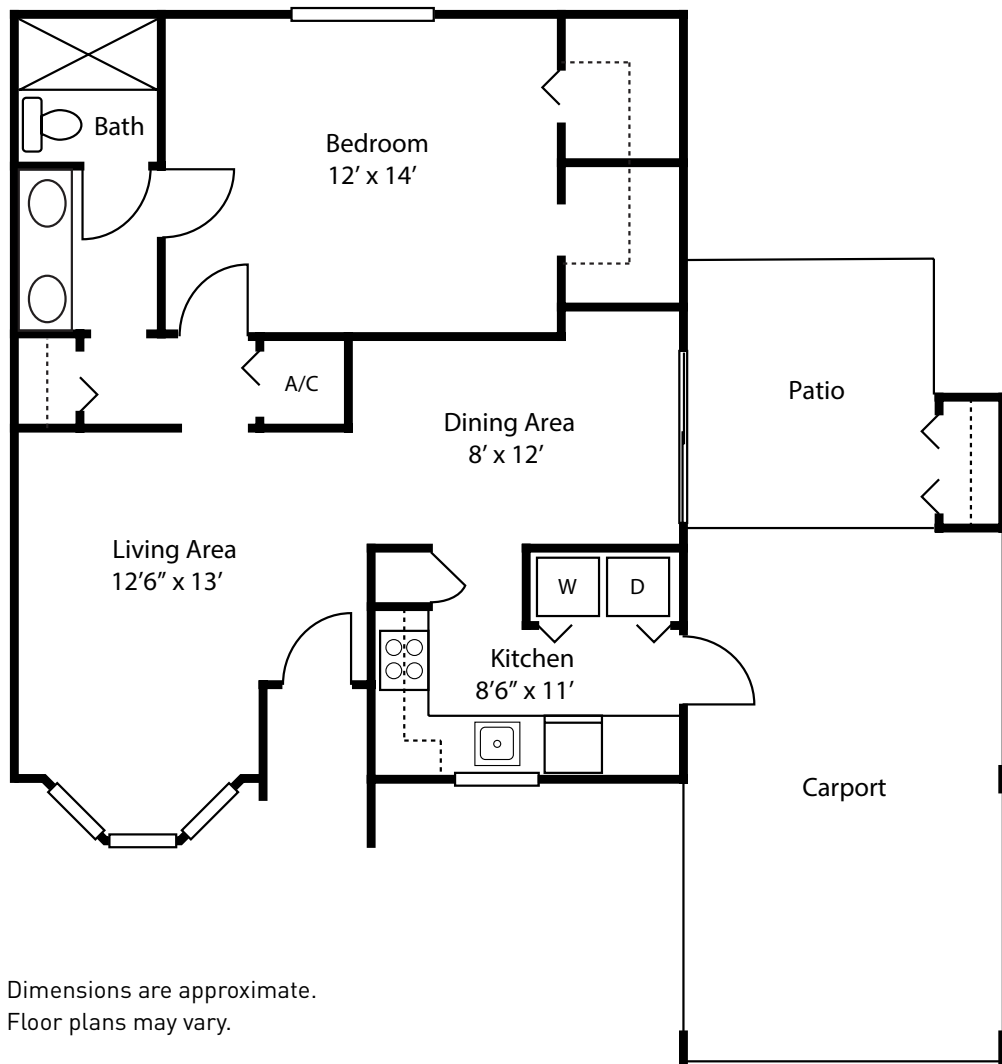 Bath
Bedroom
12’ x 14’
A/C
Patio
Dining Area
8’ x 12’
Living Area
12’6” x 13’
W
D
Kitchen
8’6” x 11’
Carport
Dimensions are approximate.
Floor plans may vary.